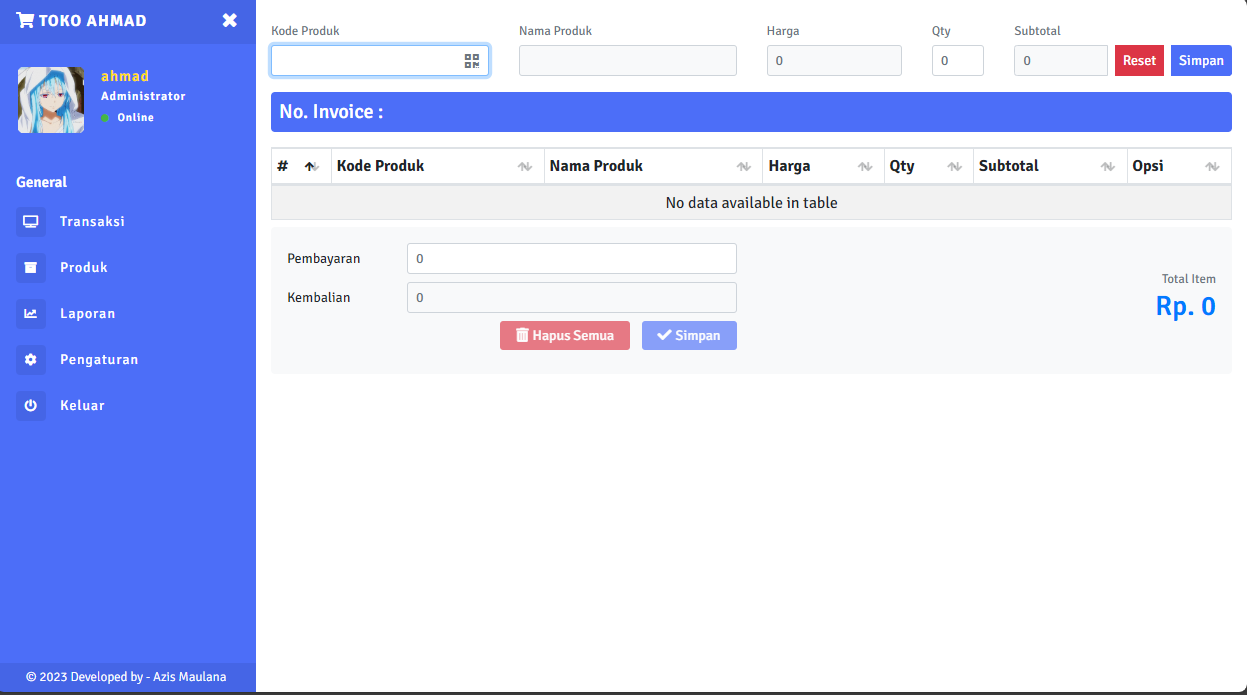 TOKO AHMAD
ahmad
Administrator
Online
General
Transaksi
Produk
Laporan
Pengaturan
Keluar
© 2023 Developed by - Azis Maulana
Kode Produk Nama Produk Harga Qty Subtotal
0 0 0 Reset Simpan
No. Invoice :
# Kode Produk Nama Produk Harga Qty Subtotal Opsi
No data available in table
Pembayaran 0
Kembalian 0
Hapus Semua Simpan
Total Item
Rp. 0